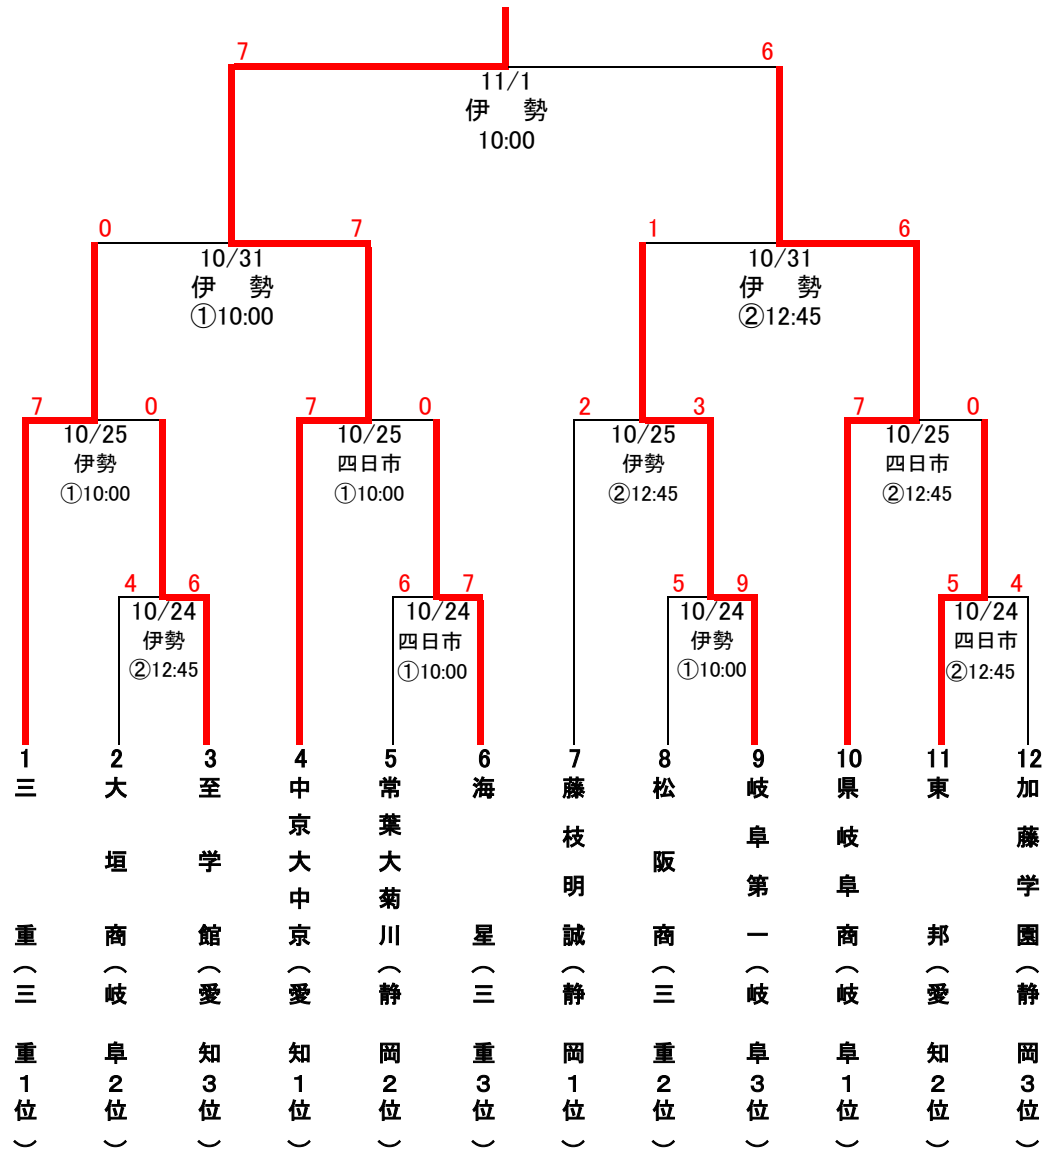 7 6
11/1
伊 勢
10:00
0 7 1 6
10/31 10/31
伊 勢 伊 勢
①10:00 ②12:45
7 0 7 0 2 3 7 0
10/25 10/25 10/25 10/25
伊勢 四日市 伊勢 四日市
①10:00 ①10:00 ②12:45 ②12:45
4 6 6 7 5 9 5 4
10/24 10/24 10/24 10/24
伊勢 四日市 伊勢 四日市
②12:45 ①10:00 ①10:00 ②12:45
1 2 3 4 5 6 7 8 9 10 11 12
三重(三重1位)
大垣商(岐阜2位)
至学館(愛知3位)
中京大中京(愛知1位)
常葉大菊川(静岡2位)
海星(三重3位)
藤枝明誠(静岡1位)
松阪商(三重2位)
岐阜第一(岐阜3位)
県岐阜商(岐阜1位)
東邦(愛知2位)
加藤学園(静岡3位)